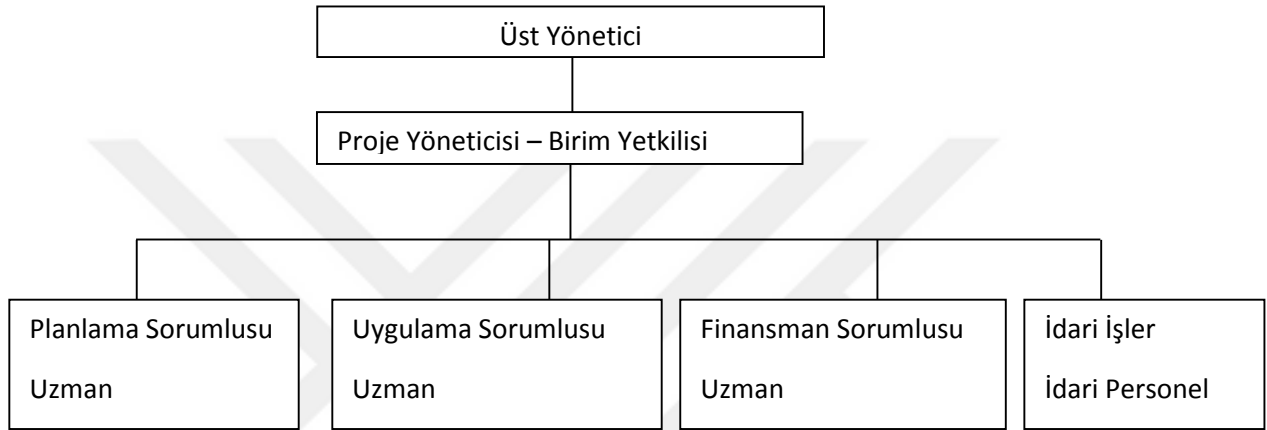 Üst Yönetici
Proje Yöneticisi – Birim Yetkilisi
Planlama Sorumlusu
Uzman
Uygulama Sorumlusu
Uzman
Finansman Sorumlusu
Uzman
İdari İşler
İdari Personel